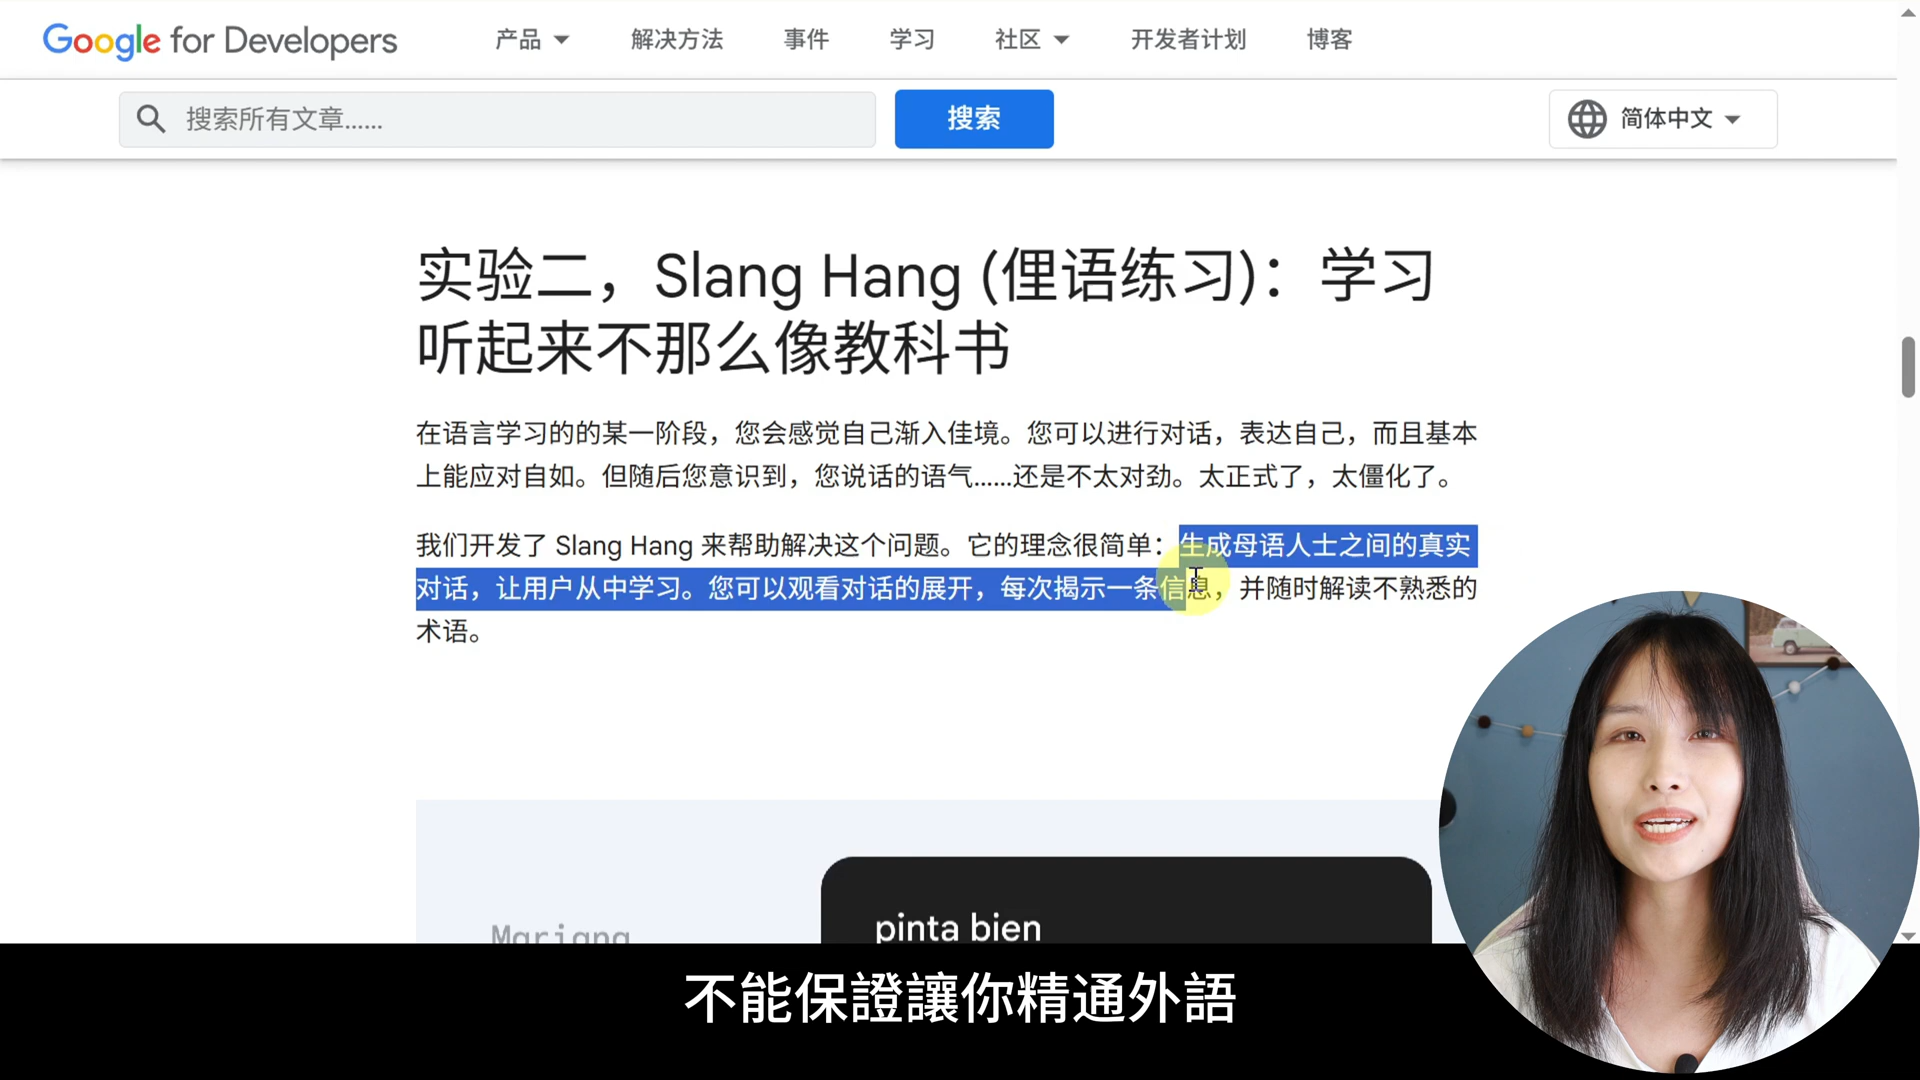 Google for Developers 产品 解决方法 事件 学习 社区 开发者计划 博客
搜索所有文章…… 搜索 简体中文
实验二，Slang Hang (俚语练习)：学习
听起来不那么像教科书
在语言学习的的某一阶段，您会感觉自己渐入佳境。您可以进行对话，表达自己，而且基本
上能应对自如。但随后您意识到，您说话的语气……还是不太对劲。太正式了，太僵化了。
我们开发了 Slang Hang 来帮助解决这个问题。它的理念很简单：生成母语人士之间的真实
对话，让用户从中学习。您可以观看对话的展开，每次揭示一条信息，并随时解读不熟悉的
术语。
Mariana
pinta bien
不能保證讓你精通外語